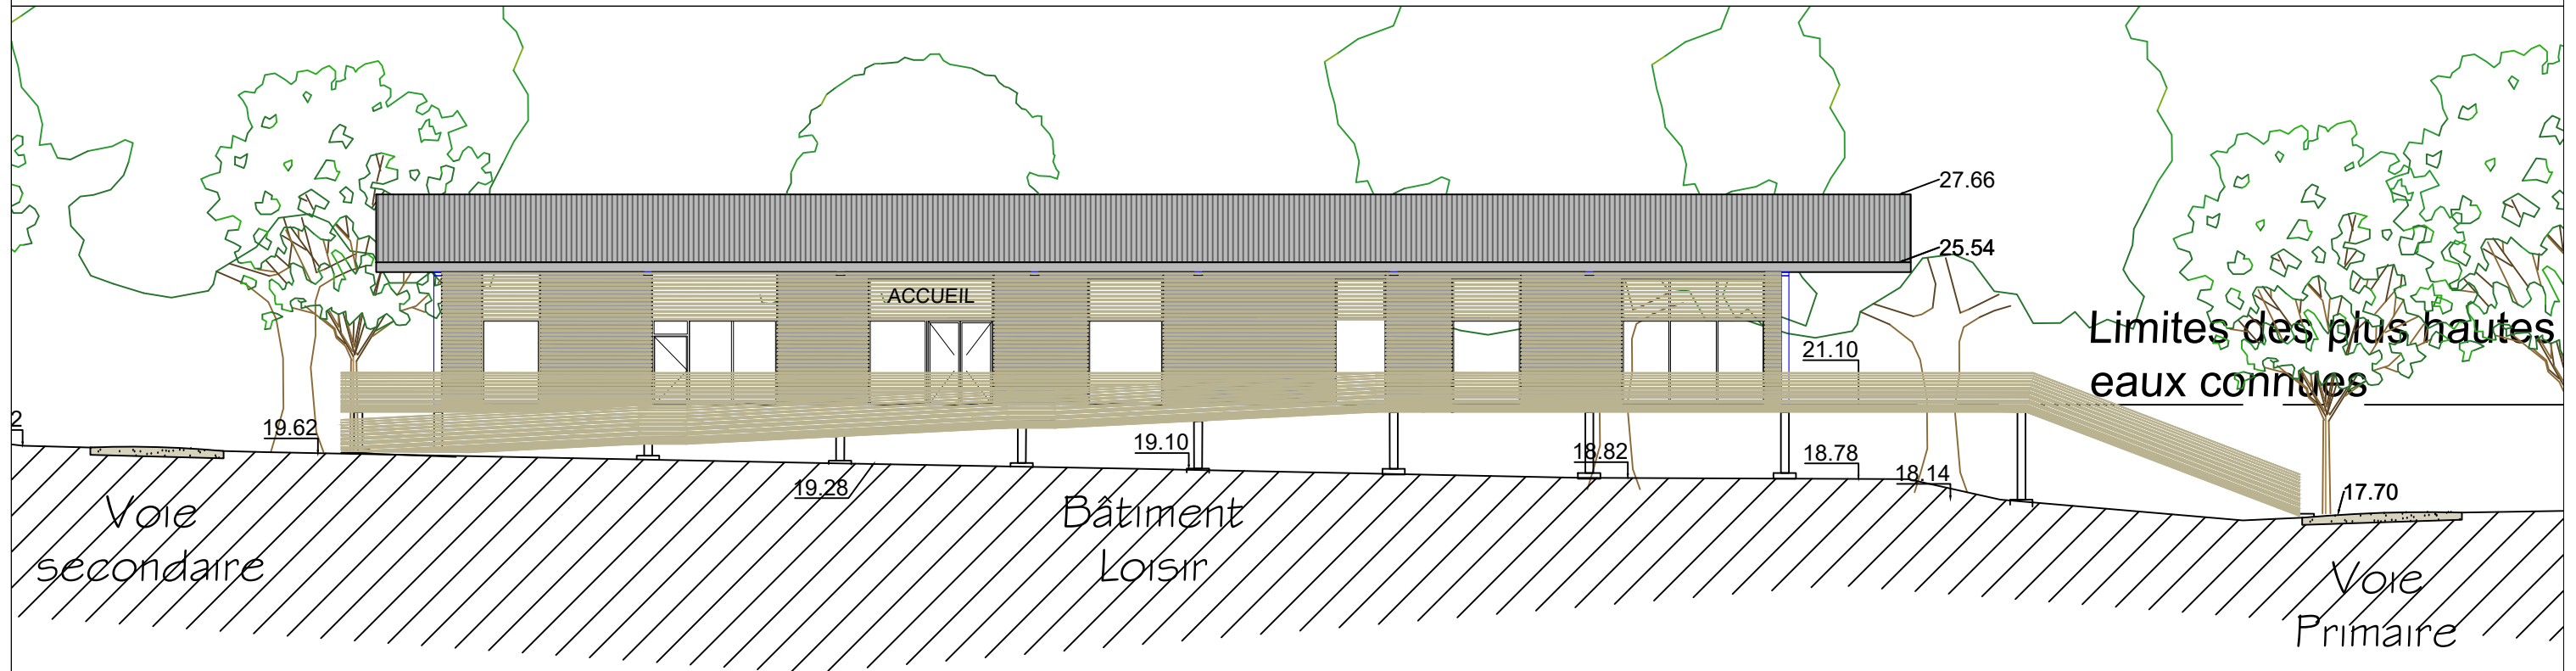 27.66
25.54
ACCUEIL
Limites des plus hautes
eaux connues
21.10
2
19.62
19.10
18.82
18.78
18.14
19.28
17.70
Voie
secondaire
Bâtiment
Loisir
Voie
Primaire